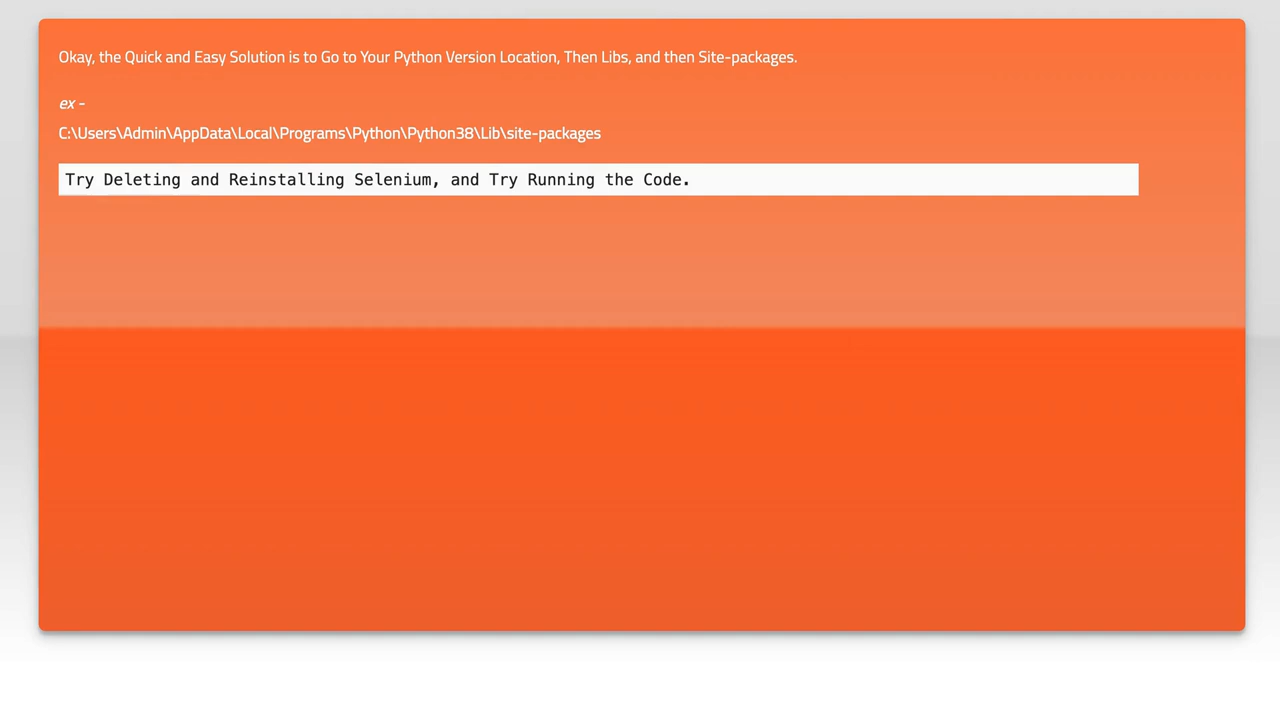 Okay, the Quick and Easy Solution is to Go to Your Python Version Location, Then Libs, and then Site-packages.
ex -
C:\Users\Admin\AppData\Local\Programs\Python\Python38\Lib\site-packages
Try Deleting and Reinstalling Selenium, and Try Running the Code.